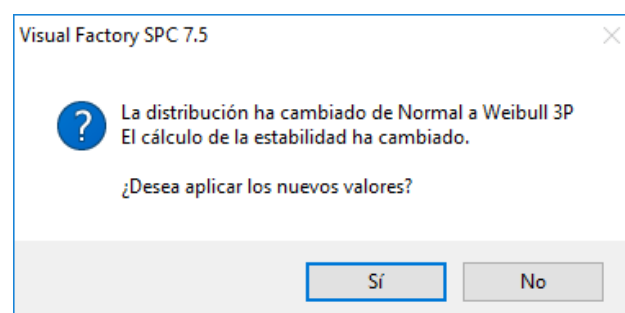 Visual Factory SPC 7.5
La distribución ha cambiado de Normal a Weibull 3P
El cálculo de la estabilidad ha cambiado.
¿Desea aplicar los nuevos valores?
Sí
No